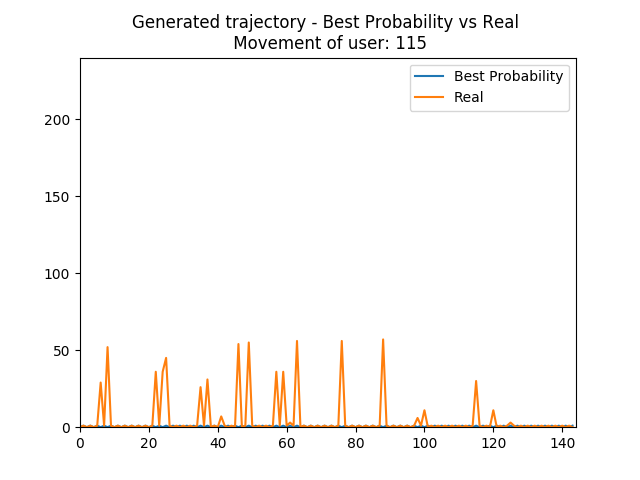 Generated trajectory - Best Probability vs Real
Movement of user: 115
Best Probability
Real
200
150
100
50
0
0 20 40 60 80 100 120 140